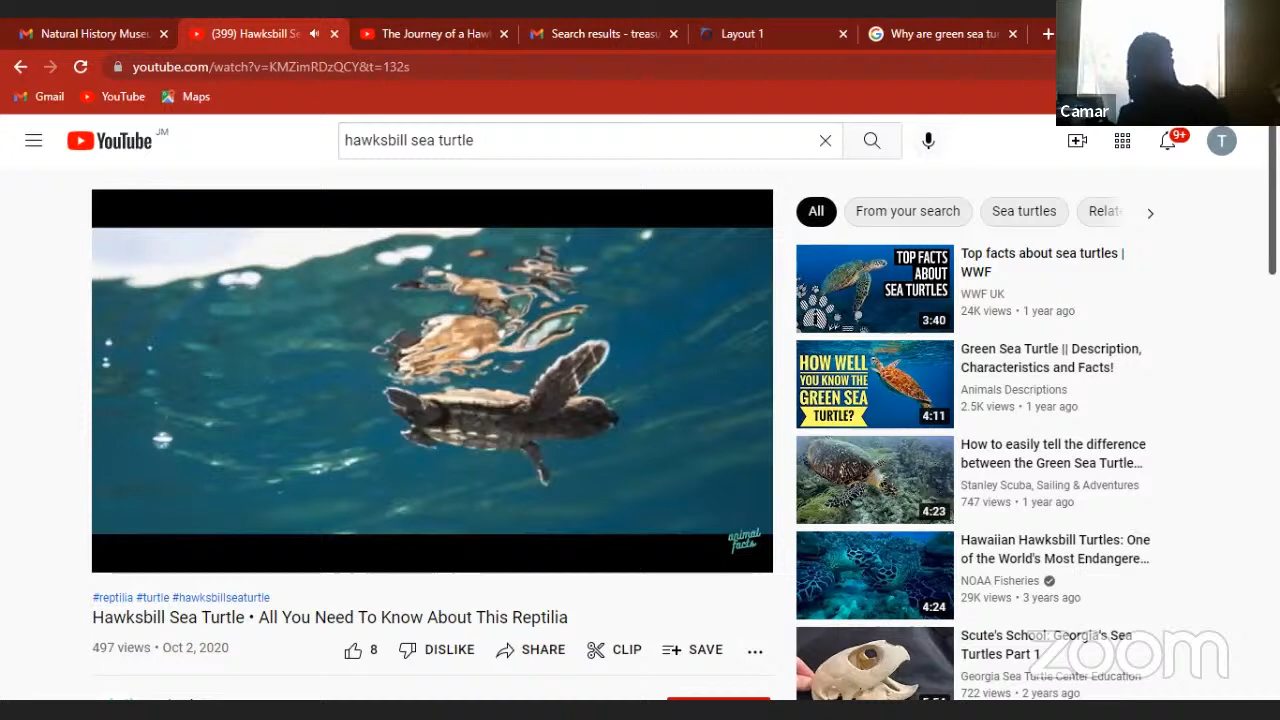 Natural History Museu
(399) Hawksbill Se
The Journey of a Haw
Search results - treasu
Layout 1
Why are green sea tur
youtube.com/watch?v=KMZimRDzQCY&t=132s
Gmail
YouTube
Maps
Camar
YouTube JM
hawksbill sea turtle
9+
T
All
From your search
Sea turtles
Relat
TOP FACTS
ABOUT
SEA TURTLES
3:40
Top facts about sea turtles |
WWF
WWF UK
24K views • 1 year ago
HOW WELL
YOU KNOW THE
GREEN SEA
TURTLE?
4:11
Green Sea Turtle || Description,
Characteristics and Facts!
Animals Descriptions
2.5K views • 1 year ago
4:23
How to easily tell the difference
between the Green Sea Turtle...
Stanley Scuba, Sailing & Adventures
747 views • 1 year ago
4:24
Hawaiian Hawksbill Turtles: One
of the World's Most Endangere...
NOAA Fisheries
29K views • 3 years ago
Scute's School: Georgia's Sea
Turtles Part 1
Georgia Sea Turtle Center Education
722 views • 2 years ago
animal
facts
#reptilia #turtle #hawksbillseaturtle
Hawksbill Sea Turtle • All You Need To Know About This Reptilia
497 views • Oct 2, 2020
8
DISLIKE
SHARE
CLIP
SAVE
zoom